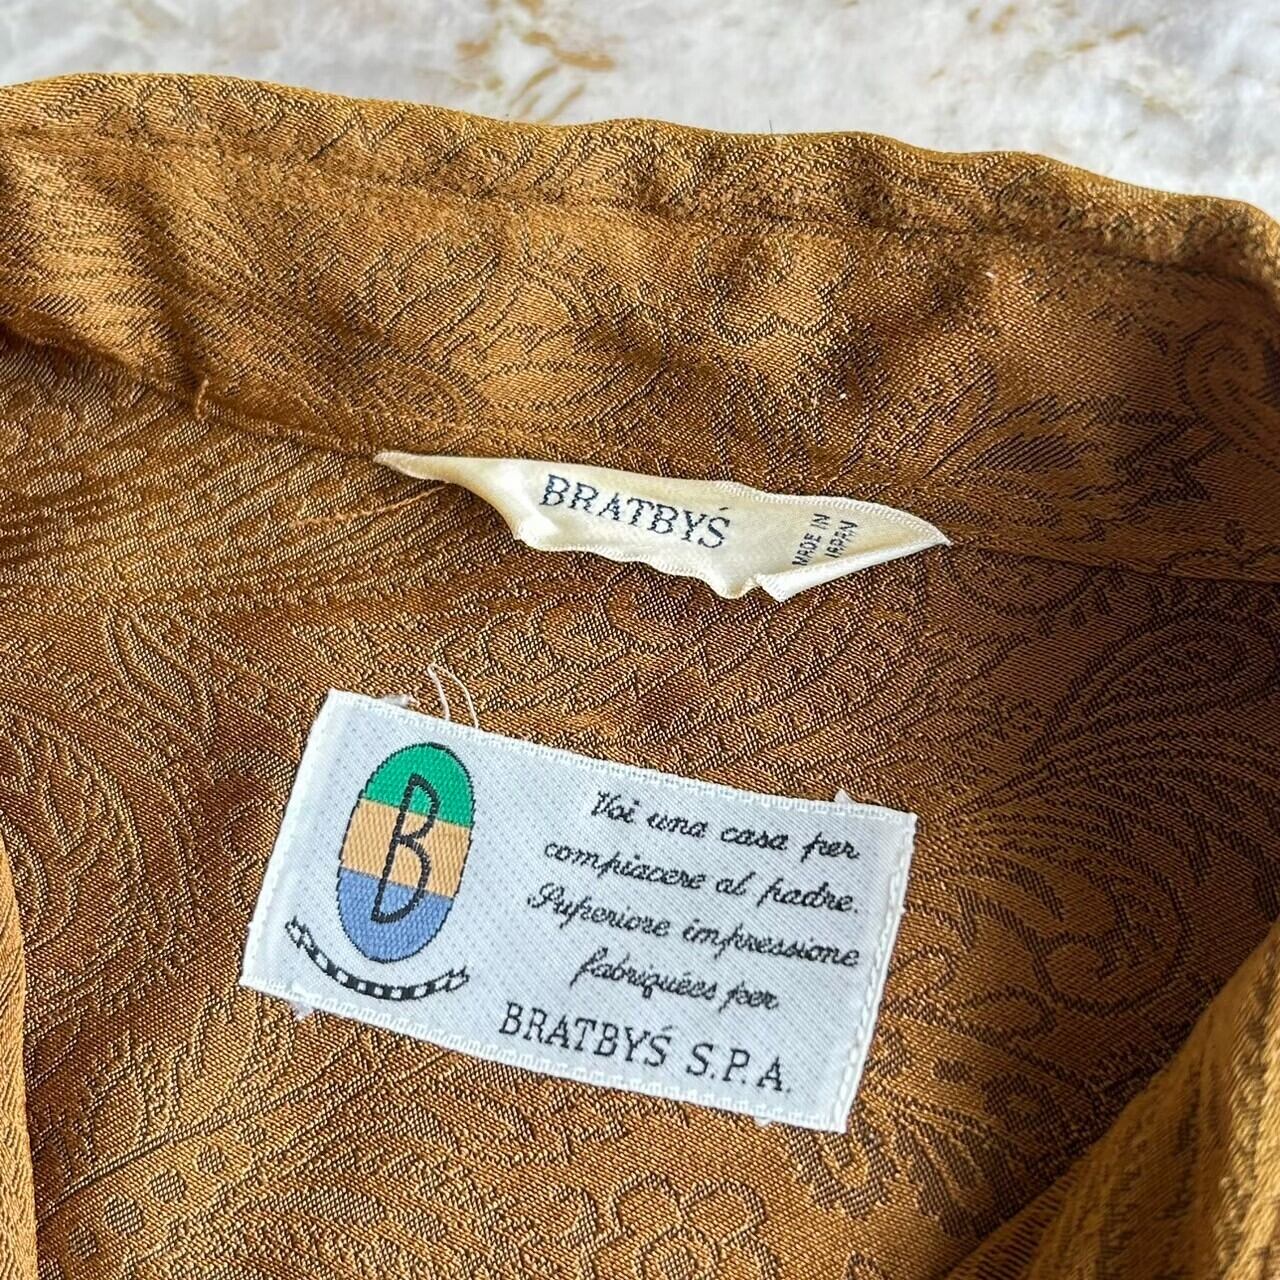 BRATBYŚ
MADE IN
JAPAN
B
Voi una casa per
compiacere al padre.
Superiore impressione
fabriquées per
BRATBYŚ S.P.A.